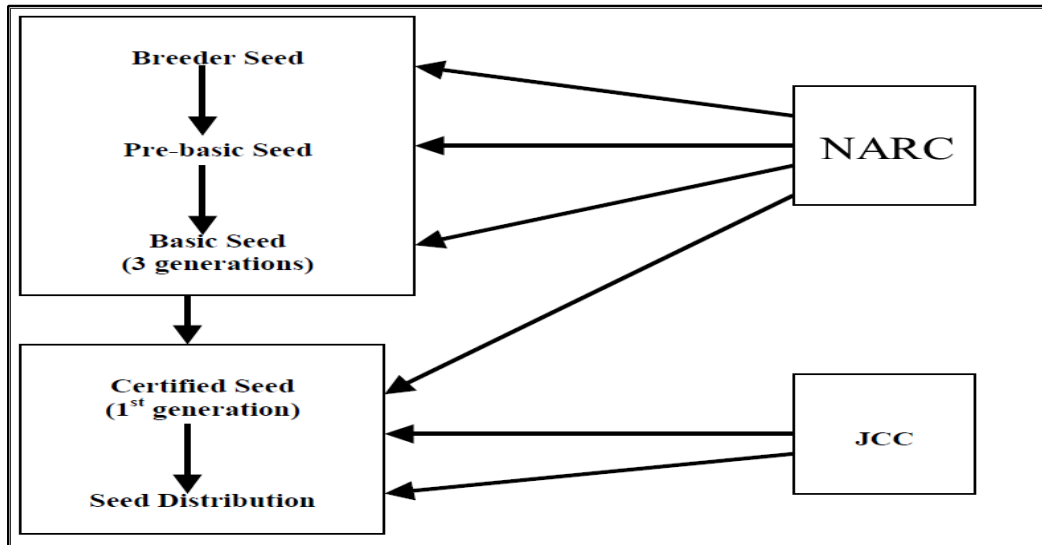 Breeder Seed
Pre-basic Seed
Basic Seed
(3 generations)
NARC
Certified Seed
(1st generation)
Seed Distribution
JCC